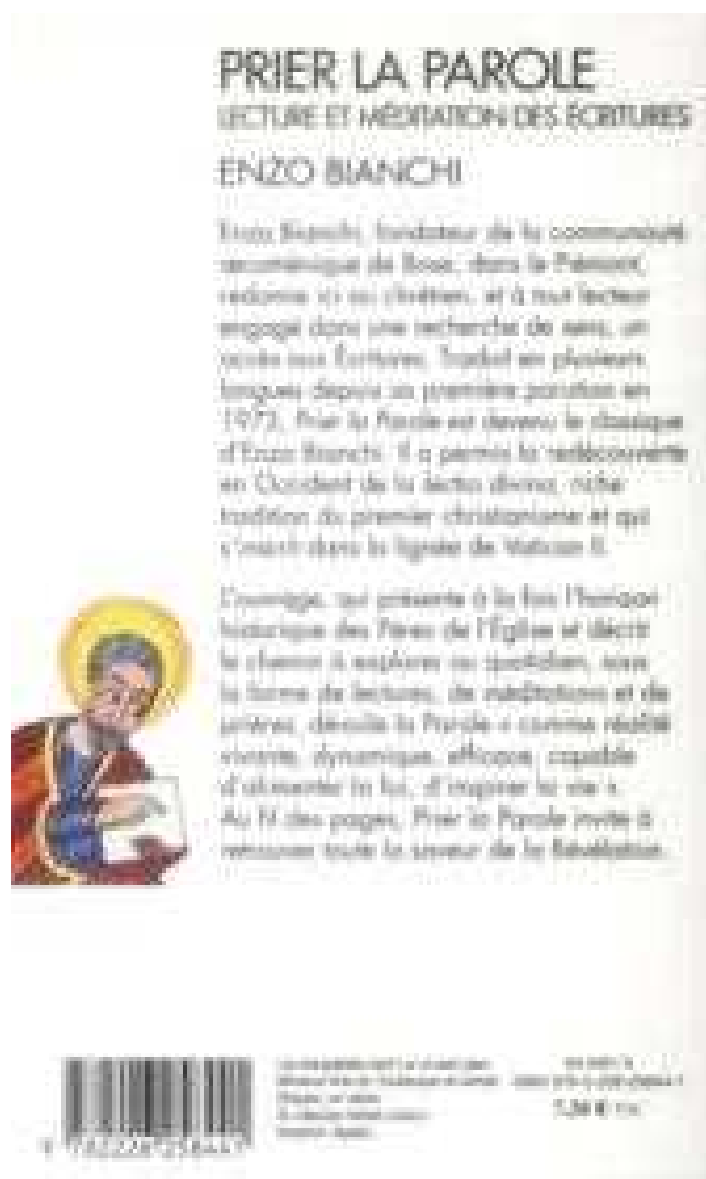 PRIER LA PAROLE
LECTURE ET MÉDITATION DES ÉCRITURES
ENZO BIANCHI
Enzo Bianchi, fondateur de la communauté
œcuménique de Bose, dans le Piémont,
redonne ici au chrétien, et à tout lecteur
engagé dans une recherche de sens, un
accès aux Écritures. Traduit en plusieurs
langues depuis sa première parution en
1973, Prier la Parole est devenu le classique
d'Enzo Bianchi. Il a permis la redécouverte
en Occident de la lectio divina, riche
tradition du premier christianisme et qui
s'inscrit dans la lignée de Vatican II.
L'ouvrage, qui présente à la fois l'horizon
historique des Pères de l'Église et décrit
le chemin à explorer au quotidien, sous
la forme de lectures, de méditations et de
prières, dévoile la Parole « comme réalité
vivante, dynamique, efficace, capable
d'alimenter la foi, d'inspirer la vie ».
Au fil des pages, Prier la Parole invite à
retrouver toute la saveur de la Révélation.